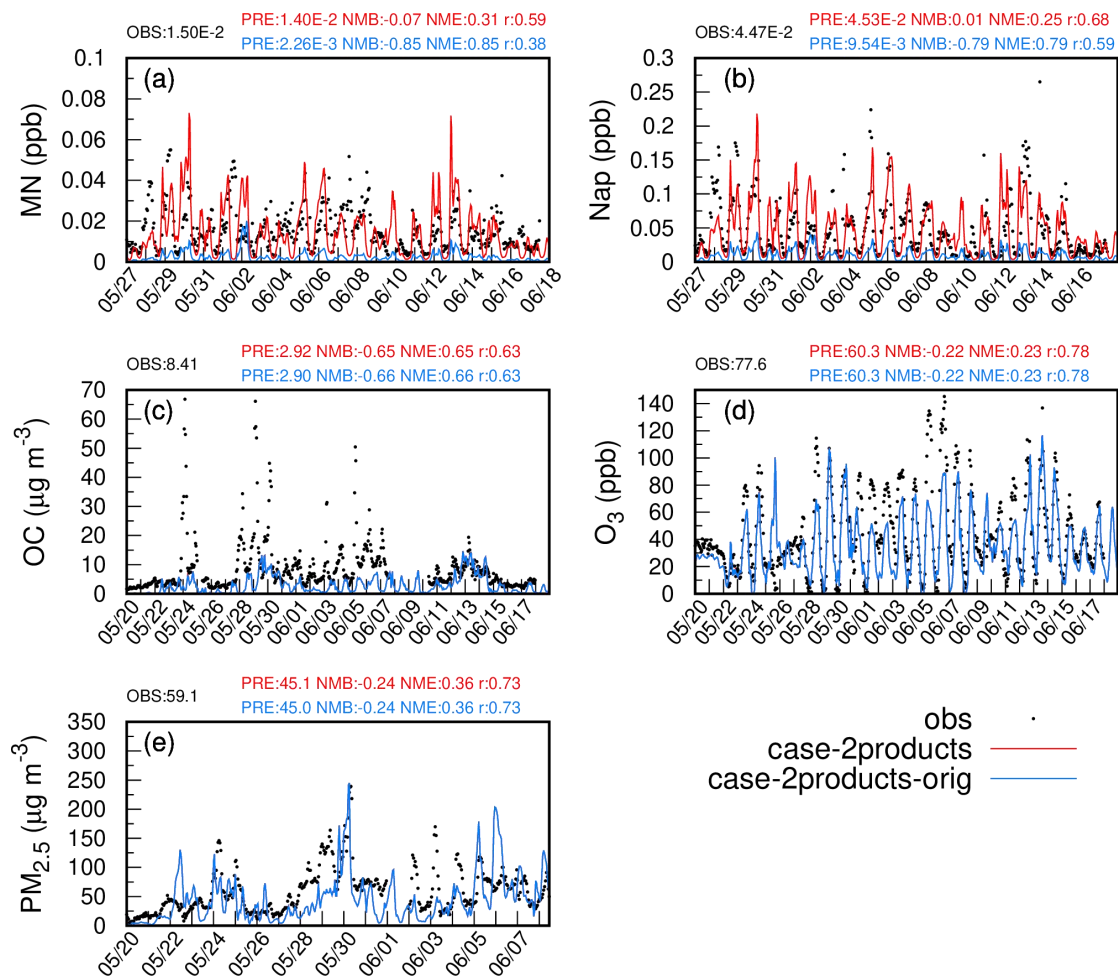 OBS:1.50E-2
PRE:1.40E-2 NMB:-0.07 NME:0.31 r:0.59
PRE:2.26E-3 NMB:-0.85 NME:0.85 r:0.38
MN (ppb)
(a)
0.1
0.08
0.06
0.04
0.02
0
05/27 05/29 05/31 06/02 06/04 06/06 06/08 06/10 06/12 06/14 06/16 06/18
OBS:4.47E-2
PRE:4.53E-2 NMB:0.01 NME:0.25 r:0.68
PRE:9.54E-3 NMB:-0.79 NME:0.79 r:0.59
Nap (ppb)
(b)
0.3
0.25
0.2
0.15
0.1
0.05
0
05/27 05/29 05/31 06/02 06/04 06/06 06/08 06/10 06/12 06/14 06/16
OBS:8.41
PRE:2.92 NMB:-0.65 NME:0.65 r:0.63
PRE:2.90 NMB:-0.66 NME:0.66 r:0.63
OC (μg m⁻³)
(c)
70
60
50
40
30
20
10
0
05/20 05/22 05/24 05/26 05/28 05/30 06/01 06/03 06/05 06/07 06/09 06/11 06/13 06/15 06/17
OBS:77.6
PRE:60.3 NMB:-0.22 NME:0.23 r:0.78
PRE:60.3 NMB:-0.22 NME:0.23 r:0.78
O₃ (ppb)
(d)
140
120
100
80
60
40
20
0
05/20 05/22 05/24 05/26 05/28 05/30 06/01 06/03 06/05 06/07 06/09 06/11 06/13 06/15 06/17
OBS:59.1
PRE:45.1 NMB:-0.24 NME:0.36 r:0.73
PRE:45.0 NMB:-0.24 NME:0.36 r:0.73
PM₂.₅ (μg m⁻³)
(e)
350
300
250
200
150
100
50
0
05/20 05/22 05/24 05/26 05/28 05/30 06/01 06/03 06/05 06/07
obs
case-2products
case-2products-orig